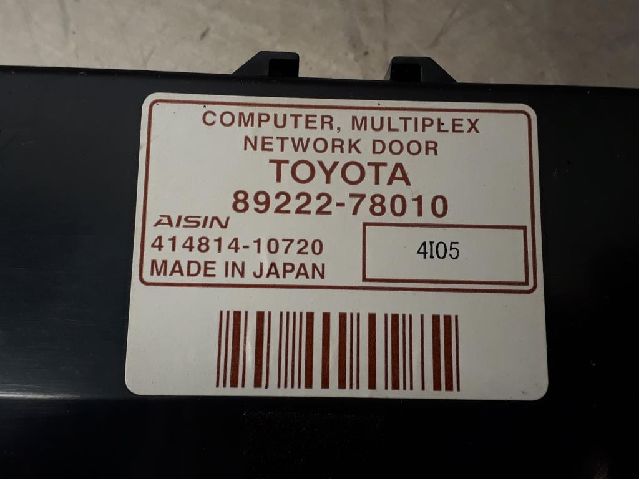 COMPUTER, MULTIPLEX
NETWORK DOOR
TOYOTA
89222-78010
AISIN
414814-10720
MADE IN JAPAN
4I05